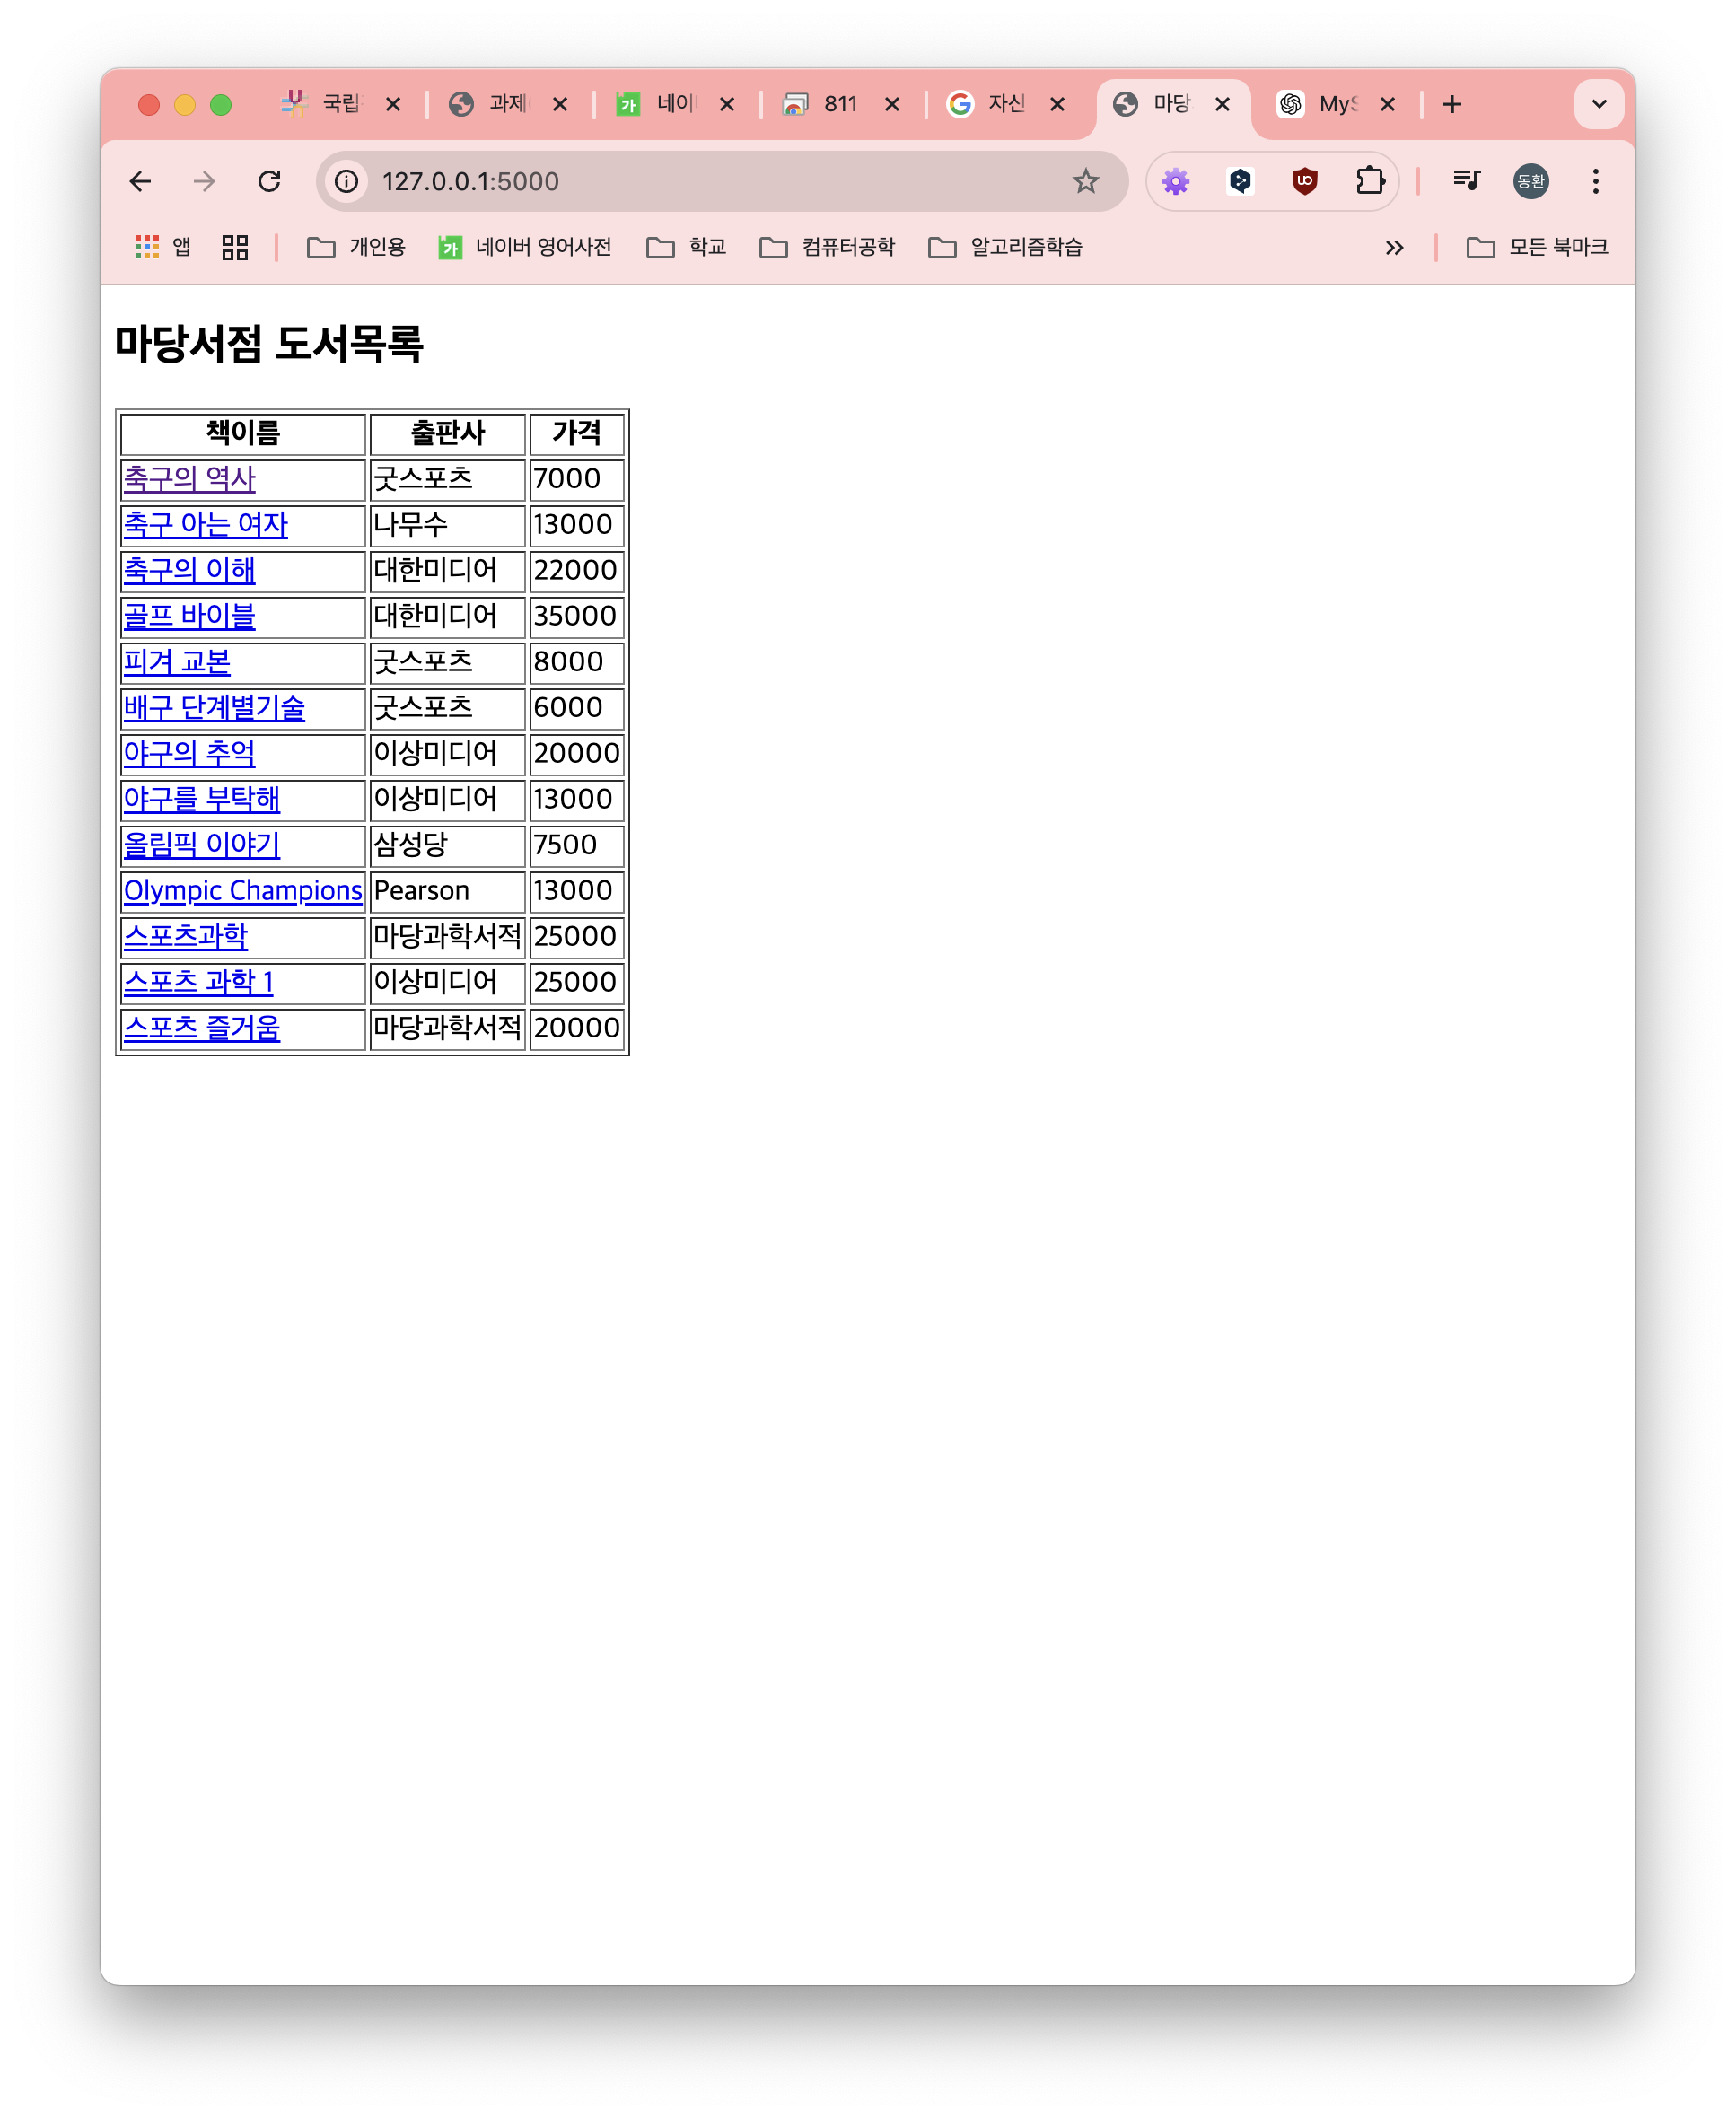 국립 과제 네이 811 자신 마당 MyS
127.0.0.1:5000 동환
앱 개인용 네이버 영어사전 학교 컴퓨터공학 알고리즘학습 모든 북마크
마당서점 도서목록
책이름 출판사 가격
축구의 역사 굿스포츠 7000
축구 아는 여자 나무수 13000
축구의 이해 대한미디어 22000
골프 바이블 대한미디어 35000
피겨 교본 굿스포츠 8000
배구 단계별기술 굿스포츠 6000
야구의 추억 이상미디어 20000
야구를 부탁해 이상미디어 13000
올림픽 이야기 삼성당 7500
Olympic Champions Pearson 13000
스포츠과학 마당과학서적 25000
스포츠 과학 1 이상미디어 25000
스포츠 즐거움 마당과학서적 20000